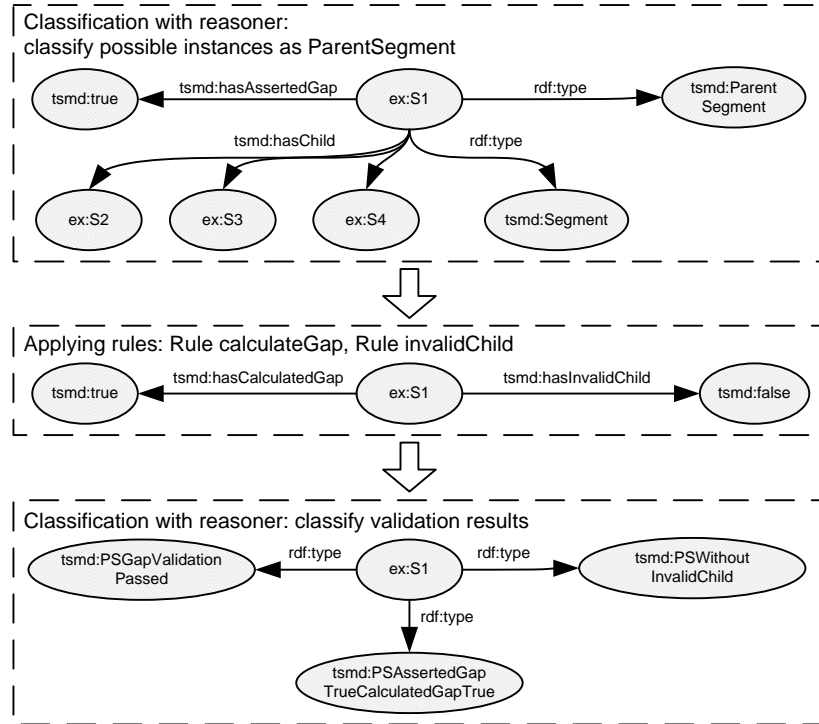 Classification with reasoner:
classify possible instances as ParentSegment
tsmd:true
tsmd:hasAssertedGap
ex:S1
rdf:type
tsmd:Parent
Segment
tsmd:hasChild
rdf:type
ex:S2
ex:S3
ex:S4
tsmd:Segment
Applying rules: Rule calculateGap, Rule invalidChild
tsmd:true
tsmd:hasCalculatedGap
ex:S1
tsmd:hasInvalidChild
tsmd:false
Classification with reasoner: classify validation results
tsmd:PSGapValidation
Passed
rdf:type
ex:S1
rdf:type
tsmd:PSWithout
InvalidChild
rdf:type
tsmd:PSAssertedGap
TrueCalculatedGapTrue